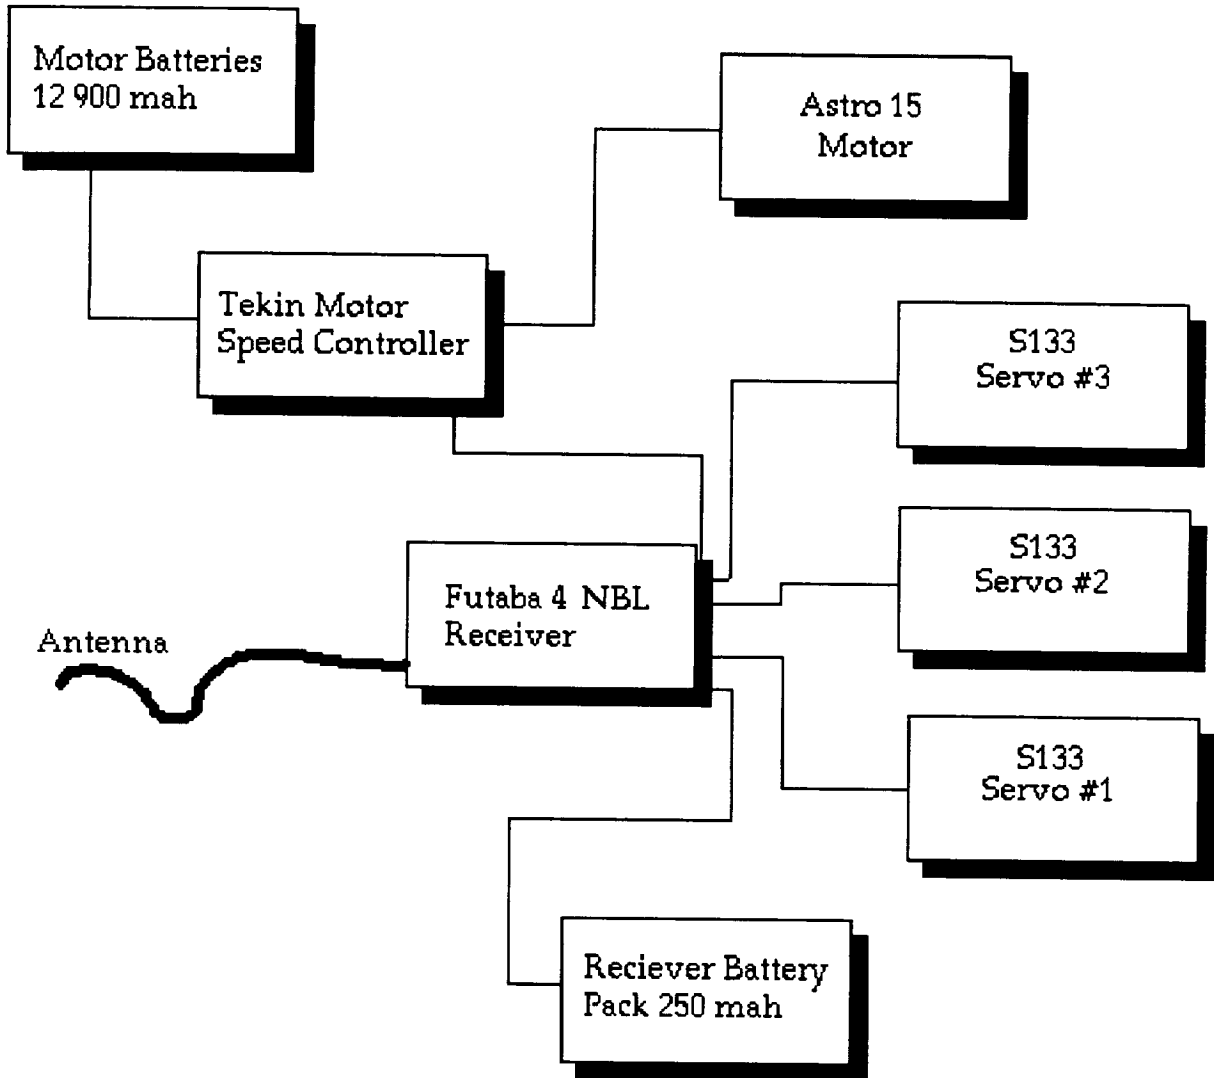 Motor Batteries
12 900 mah
Astro 15
Motor
Tekin Motor
Speed Controller
S133
Servo #3
S133
Servo #2
Futaba 4 NBL
Receiver
Antenna
S133
Servo #1
Reciever Battery
Pack 250 mah